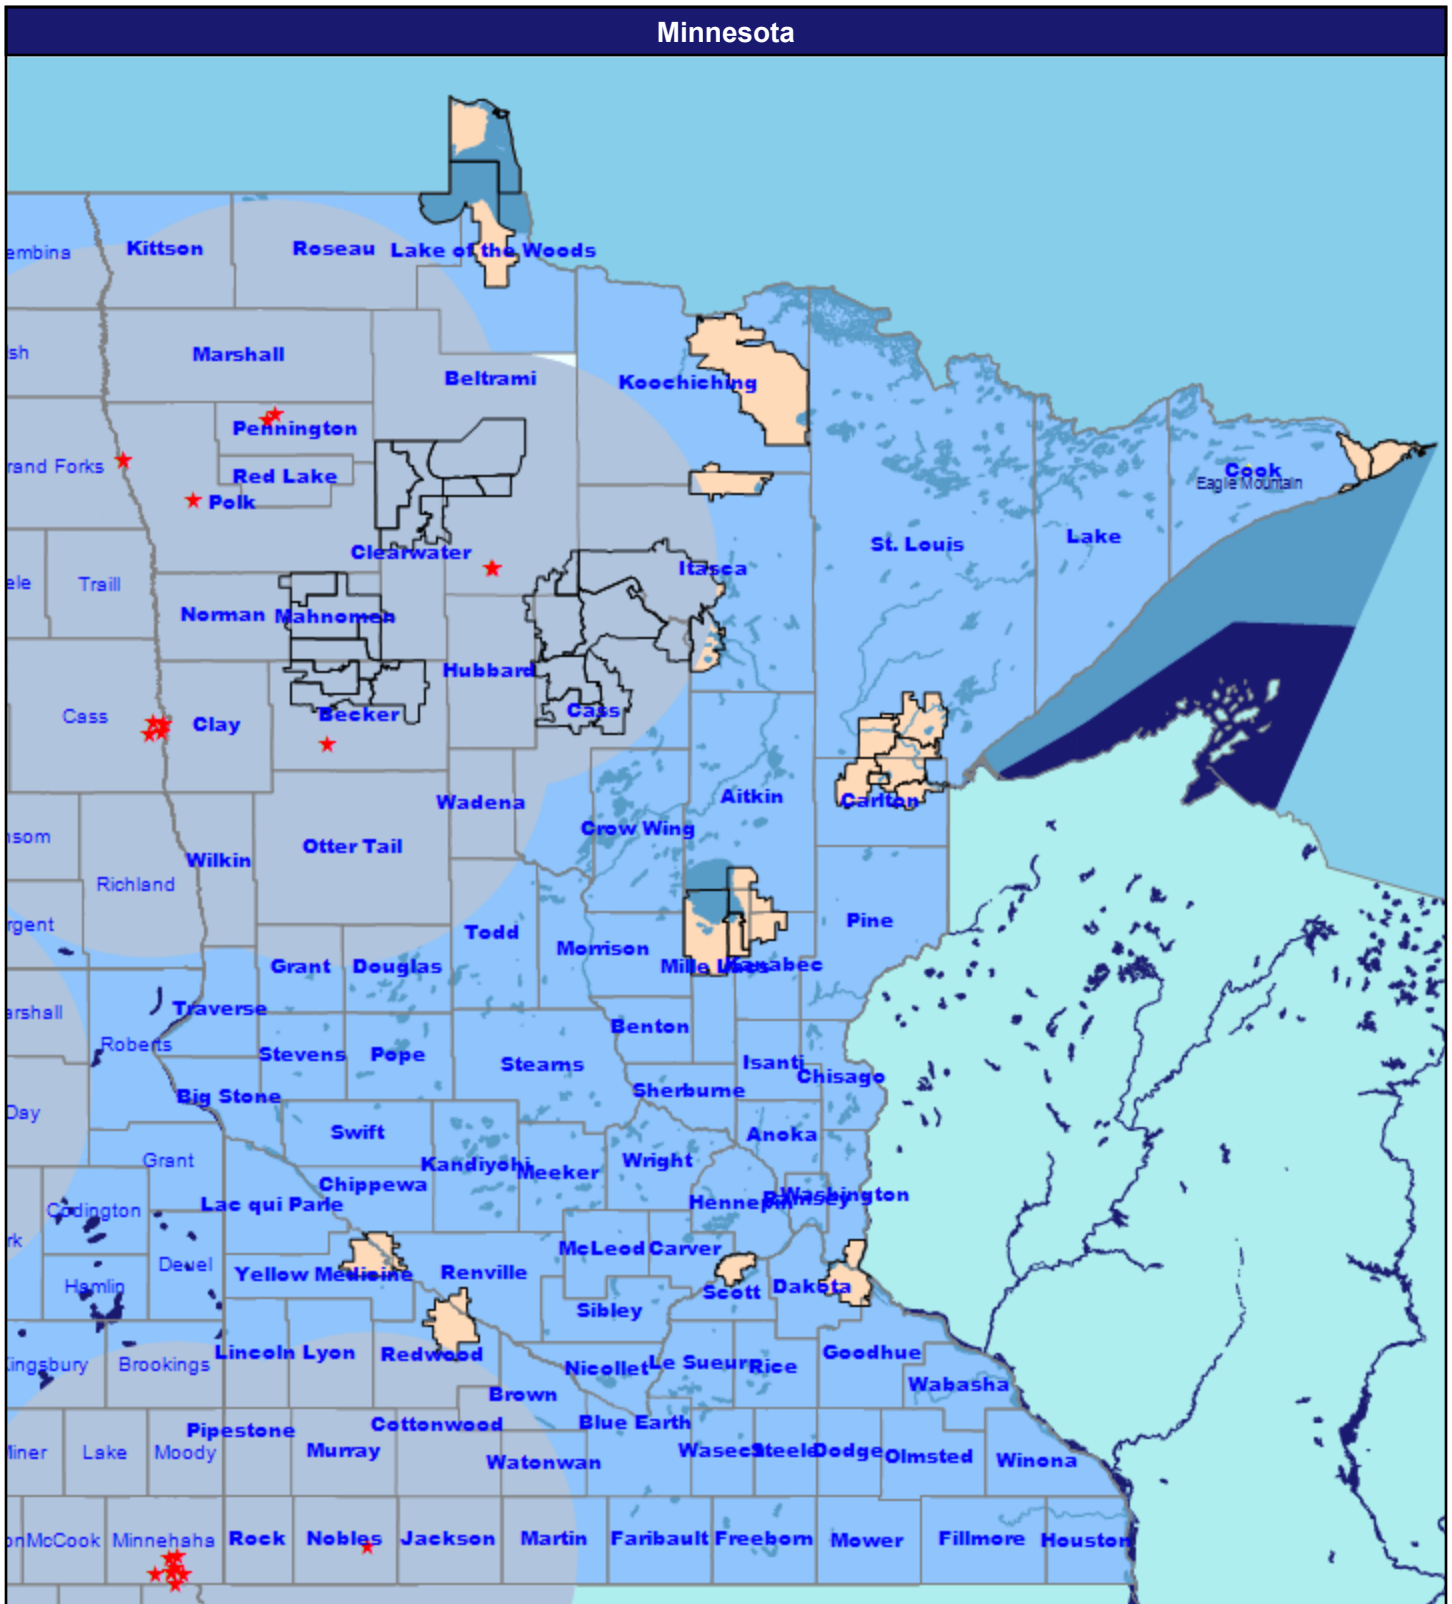 Minnesota
Kittson
Roseau
Lake of the Woods
embina
Marshall
sh
Beltrami
Koochiching
Pennington
rand Forks
Red Lake
Cook
Eagle Mountain
Polk
Lake
St. Louis
Clearwater
Itasca
ele
Traill
Norman
Mahnomen
Hubbard
Cass
Clay
Becker
Cass
Aitkin
Carlton
Wadena
Crow Wing
nsom
Otter Tail
Wilkin
Richland
rgent
Pine
Todd
Morrison
Grant
Douglas
Mille Lacs
Kanabec
arshall
Traverse
Benton
Roberts
Stevens
Pope
Stearns
Isanti
Chisago
Big Stone
Sherburne
Day
Swift
Anoka
Grant
Kandiyohi
Meeker
Wright
Chippewa
Lac qui Parle
Hennepin
Ramsey
Washington
Codington
rk
McLeod
Carver
Deuel
Yellow Medicine
Renville
Hamlin
Scott
Dakota
Sibley
Kingsbury
Brookings
Lincoln
Lyon
Redwood
Nicollet
Le Sueur
Rice
Goodhue
Wabasha
Brown
Pipestone
Cottonwood
Blue Earth
Miner
Lake
Moody
Murray
Watonwan
Waseca
Steele
Dodge
Olmsted
Winona
on
McCook
Minnehaha
Rock
Nobles
Jackson
Martin
Faribault
Freeborn
Mower
Fillmore
Houston